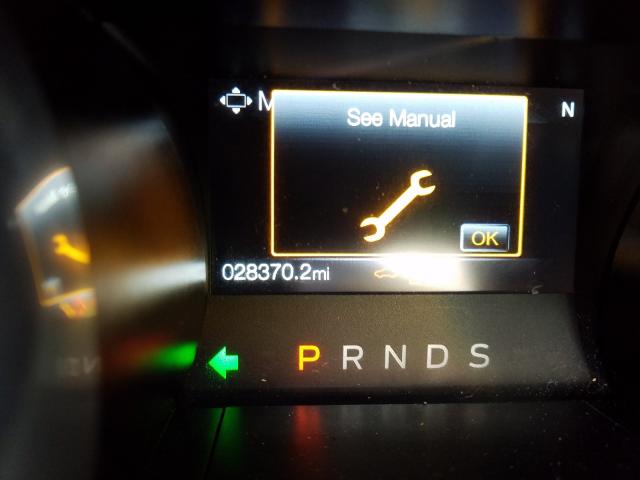 M
N
See Manual
OK
028370.2mi
P R N D S